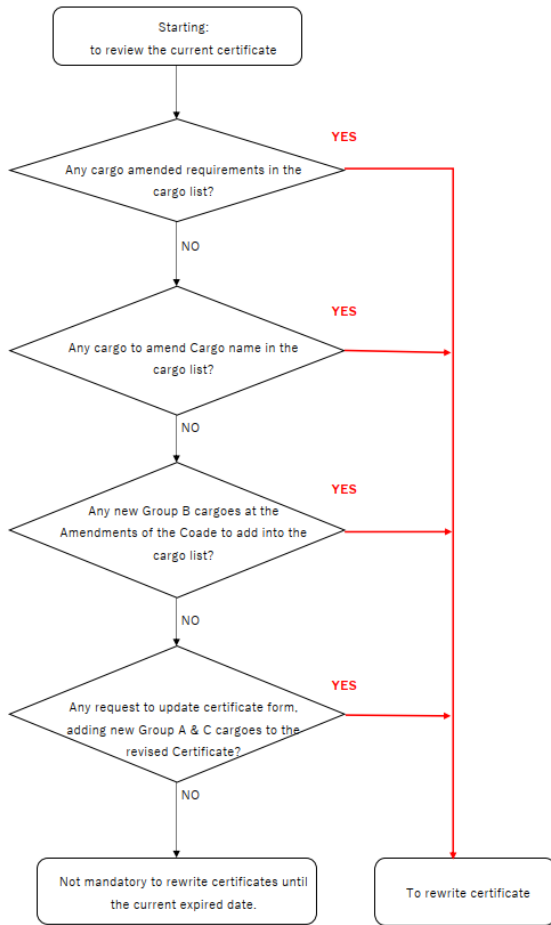 Starting:
to review the current certificate
YES
Any cargo amended requirements in the
cargo list?
NO
YES
Any cargo to amend Cargo name in the
cargo list?
NO
YES
Any new Group B cargoes at the
Amendments of the Coade to add into the
cargo list?
NO
YES
Any request to update certificate form,
adding new Group A & C cargoes to the
revised Certificate?
NO
Not mandatory to rewrite certificates until
the current expired date.
To rewrite certificate